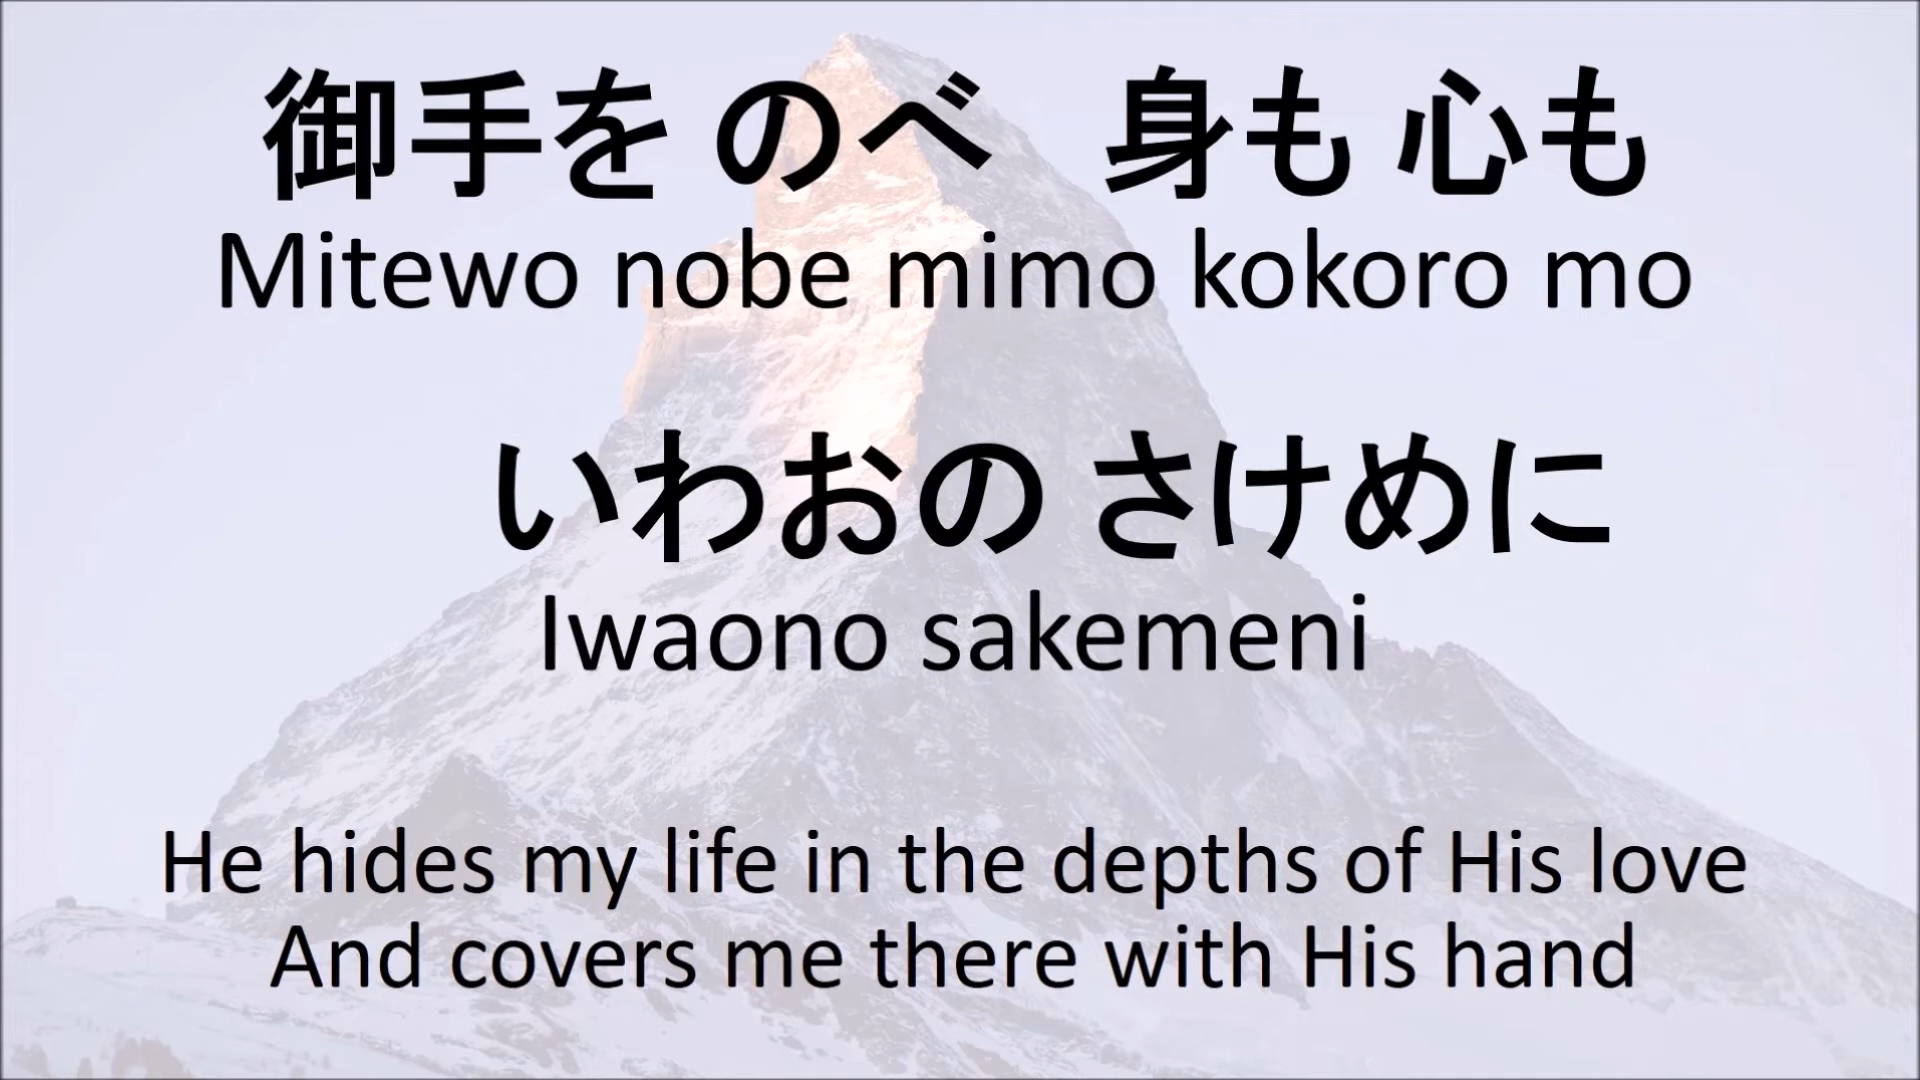 御手を のべ 身も 心も
Mitewo nobe mimo kokoro mo
いわおの さけめに
Iwaono sakemeni
He hides my life in the depths of His love
And covers me there with His hand